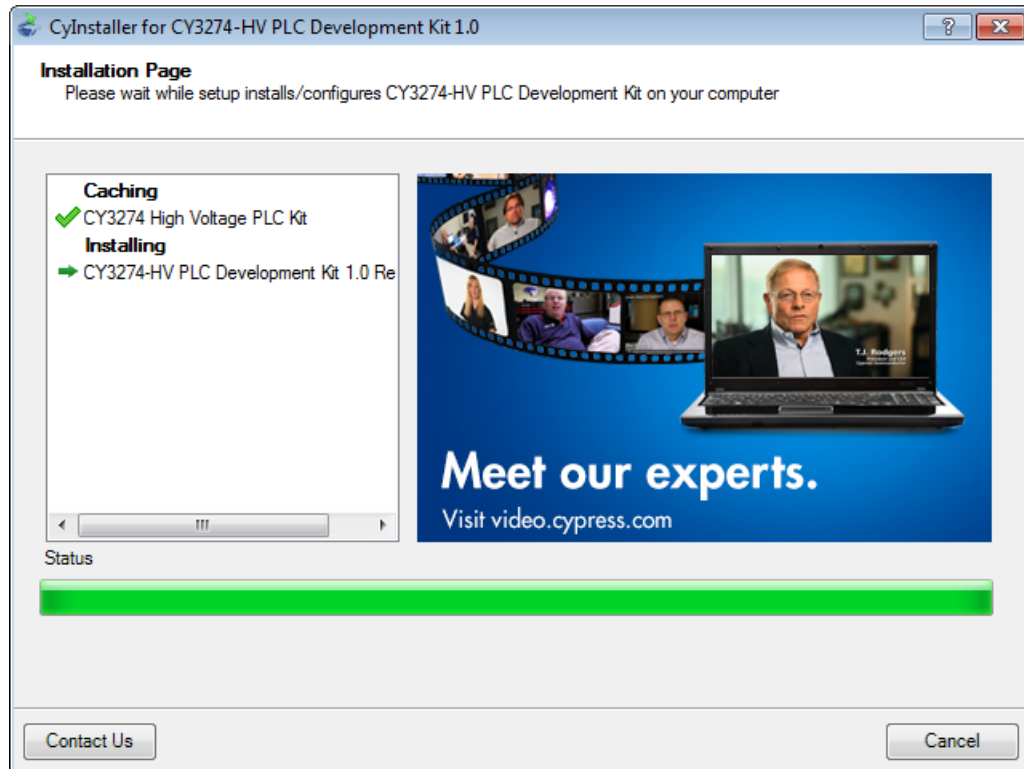 CyInstaller for CY3274-HV PLC Development Kit 1.0
Installation Page
Please wait while setup installs/configures CY3274-HV PLC Development Kit on your computer
Caching
CY3274 High Voltage PLC Kit
Installing
CY3274-HV PLC Development Kit 1.0 Re
T.J. Rodgers
Meet our experts.
Visit video.cypress.com
Status
Contact Us
Cancel